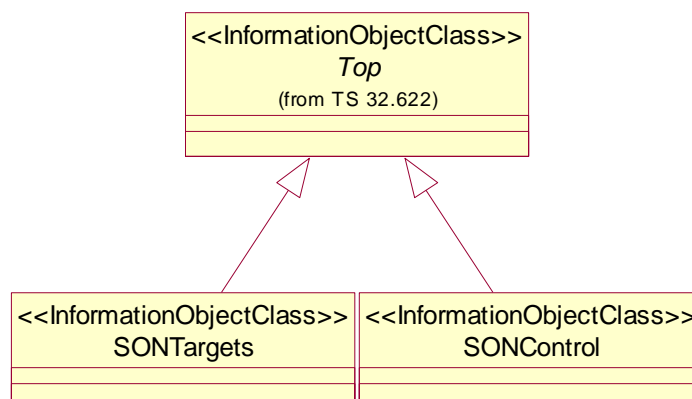 <<InformationObjectClass>>
Top
(from TS 32.622)
<<InformationObjectClass>>
SONTargets
<<InformationObjectClass>>
SONControl